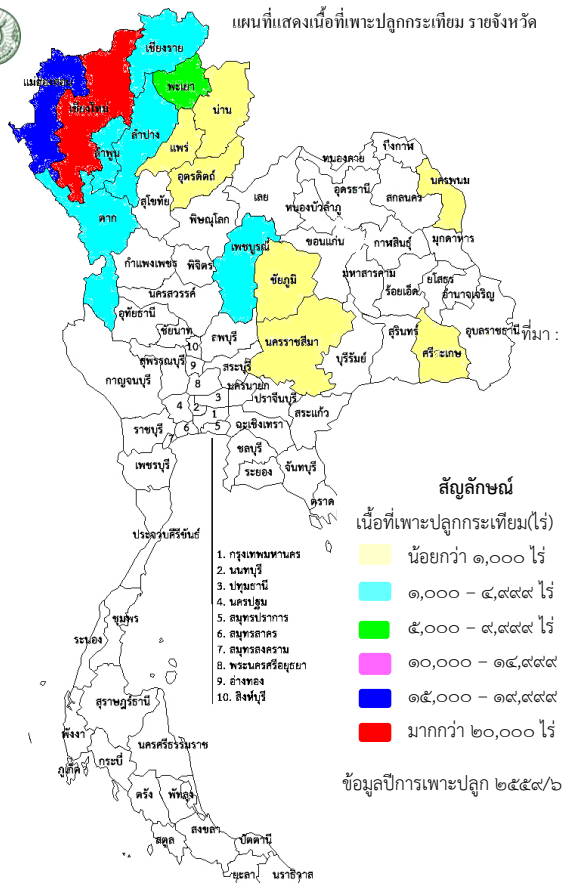 แผนที่แสดงเนื้อที่เพาะปลูกกระเทียม รายจังหวัด
เชียงราย
แม่ฮ่องสอน
พะเยา
เชียงใหม่
น่าน
ลำปาง
ลำพูน
แพร่
อุตรดิตถ์
บึงกาฬ
หนองคาย
นครพนม
สุโขทัย
เลย
อุดรธานี
สกลนคร
หนองบัวลำภู
ตาก
พิษณุโลก
เพชรบูรณ์
ขอนแก่น
กาฬสินธุ์
มุกดาหาร
กำแพงเพชร
พิจิตร
ชัยภูมิ
มหาสารคาม
ร้อยเอ็ด
ยโสธร
อำนาจเจริญ
นครสวรรค์
อุทัยธานี
ชัยนาท
ลพบุรี
นครราชสีมา
สุรินทร์
อุบลราชธานี
ที่มา :
10
สุพรรณบุรี
9
สระบุรี
บุรีรัมย์
ศรีสะเกษ
กาญจนบุรี
8
นครนายก
ปราจีนบุรี
3
4
2
1
สระแก้ว
ราชบุรี
6
5
ฉะเชิงเทรา
7
ชลบุรี
เพชรบุรี
ระยอง
จันทบุรี
ตราด
ประจวบคีรีขันธ์
1. กรุงเทพมหานคร
2. นนทบุรี
3. ปทุมธานี
4. นครปฐม
5. สมุทรปราการ
6. สมุทรสาคร
7. สมุทรสงคราม
8. พระนครศรีอยุธยา
9. อ่างทอง
10. สิงห์บุรี
ชุมพร
ระนอง
สุราษฎร์ธานี
พังงา
นครศรีธรรมราช
กระบี่
ภูเก็ต
ตรัง
พัทลุง
สงขลา
สตูล
ปัตตานี
ยะลา
นราธิวาส
สัญลักษณ์
เนื้อที่เพาะปลูกกระเทียม(ไร่)
น้อยกว่า ๑,๐๐๐ ไร่
๑,๐๐๐ – ๔,๙๙๙ ไร่
๕,๐๐๐ – ๙,๙๙๙ ไร่
๑๐,๐๐๐ – ๑๔,๙๙๙
๑๕,๐๐๐ – ๑๙,๙๙๙
มากกว่า ๒๐,๐๐๐ ไร่
ข้อมูลปีการเพาะปลูก ๒๕๕๙/๖